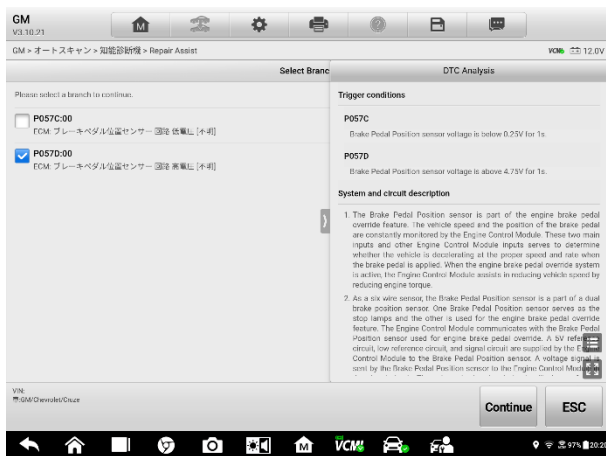 GM
V3.10.21
GM > オートスキャン > 知能診断機 > Repair Assist
VCMI 12.0V
Select Branc
DTC Analysis
Please select a branch to continue.
P057C:00
ECM: ブレーキペダル位置センサー 回路 低電圧 [不明]
P057D:00
ECM: ブレーキペダル位置センサー 回路 高電圧 [不明]
Trigger conditions
P057C
Brake Pedal Position sensor voltage is below 0.25V for 1s.
P057D
Brake Pedal Position sensor voltage is above 4.75V for 1s.
System and circuit description
1. The Brake Pedal Position sensor is part of the engine brake pedal
override feature. The vehicle speed and the position of the brake pedal
are constantly monitored by the Engine Control Module. These two main
inputs and other Engine Control Module inputs serves to determine
whether the vehicle is decelerating at the proper speed and rate when
the brake pedal is applied. When the engine brake pedal override system
is active, the Engine Control Module assists in reducing vehicle speed by
reducing engine torque.
2. As a six wire sensor, the Brake Pedal Position sensor is a part of a dual
brake position sensor. One Brake Pedal Position sensor serves as the
stop lamps and the other is used for the engine brake pedal override
feature. The Engine Control Module communicates with the Brake Pedal
Position sensor used for engine brake pedal override. A 5V
circuit, low reference circuit, and signal circuit are supplied by the
Control Module to the Brake Pedal Position sensor. A voltage signal is
sent by the Brake Pedal Position sensor to the Engine Control
VIN:
GM/Chevrolet/Cruze
Continue
ESC
M
VCMI
97% 20:20